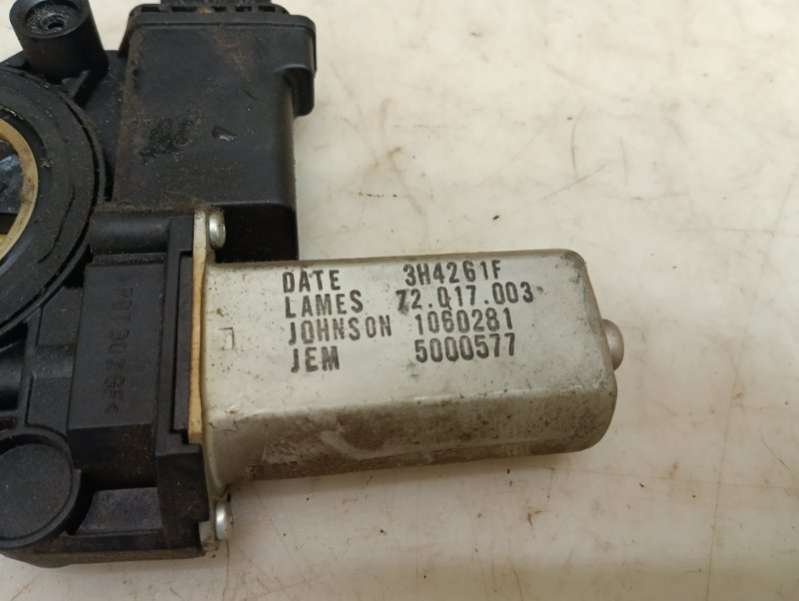 DATE 3H4261F
LAMES 72.017.003
JOHNSON 1060281
JEM 5000577